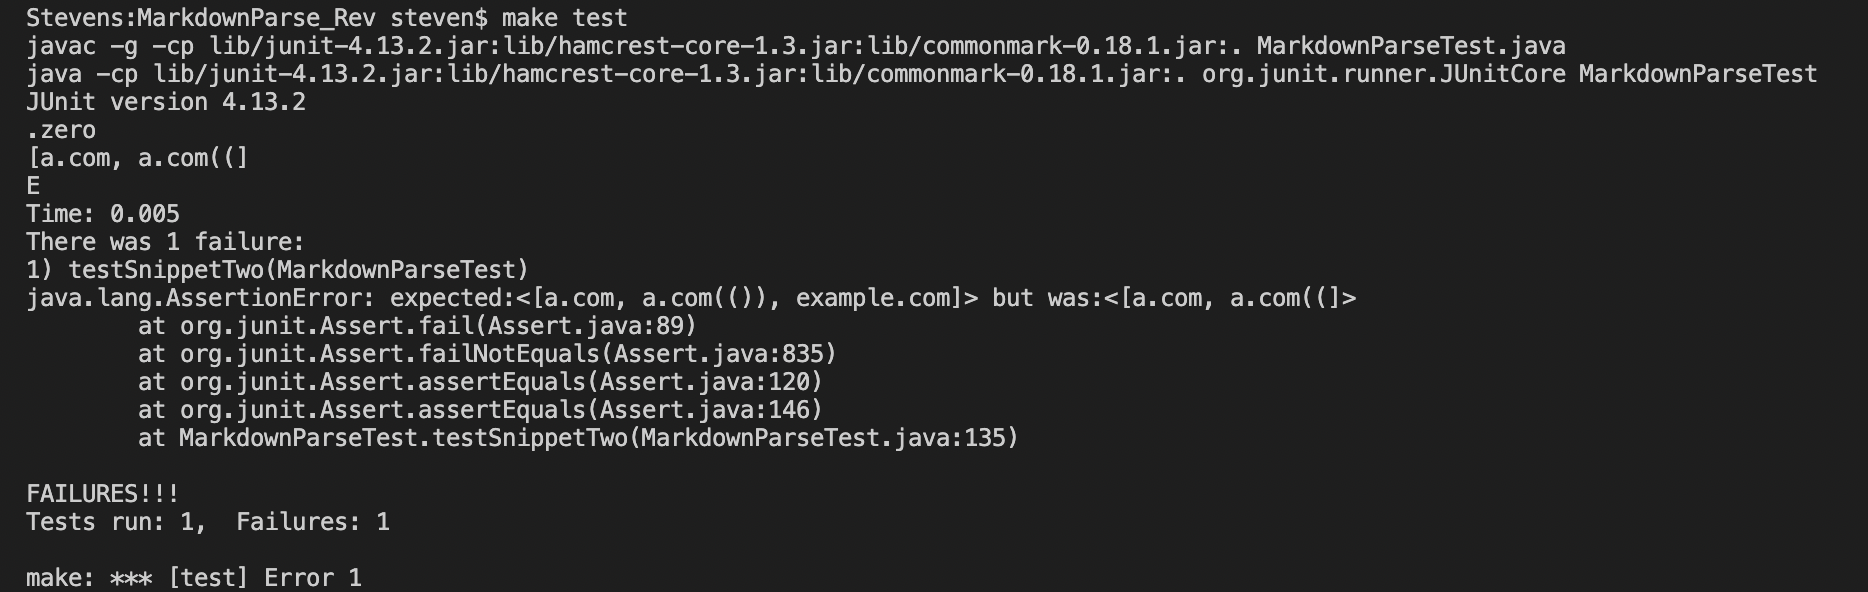 Stevens:MarkdownParse_Rev steven$ make test
javac -g -cp lib/junit-4.13.2.jar:lib/hamcrest-core-1.3.jar:lib/commonmark-0.18.1.jar:. MarkdownParseTest.java
java -cp lib/junit-4.13.2.jar:lib/hamcrest-core-1.3.jar:lib/commonmark-0.18.1.jar:. org.junit.runner.JUnitCore MarkdownParseTest
JUnit version 4.13.2
.zero
[a.com, a.com((]
E
Time: 0.005
There was 1 failure:
1) testSnippetTwo(MarkdownParseTest)
java.lang.AssertionError: expected:<[a.com, a.com(()), example.com]> but was:<[a.com, a.com((]>
        at org.junit.Assert.fail(Assert.java:89)
        at org.junit.Assert.failNotEquals(Assert.java:835)
        at org.junit.Assert.assertEquals(Assert.java:120)
        at org.junit.Assert.assertEquals(Assert.java:146)
        at MarkdownParseTest.testSnippetTwo(MarkdownParseTest.java:135)

FAILURES!!!
Tests run: 1,  Failures: 1

make: *** [test] Error 1